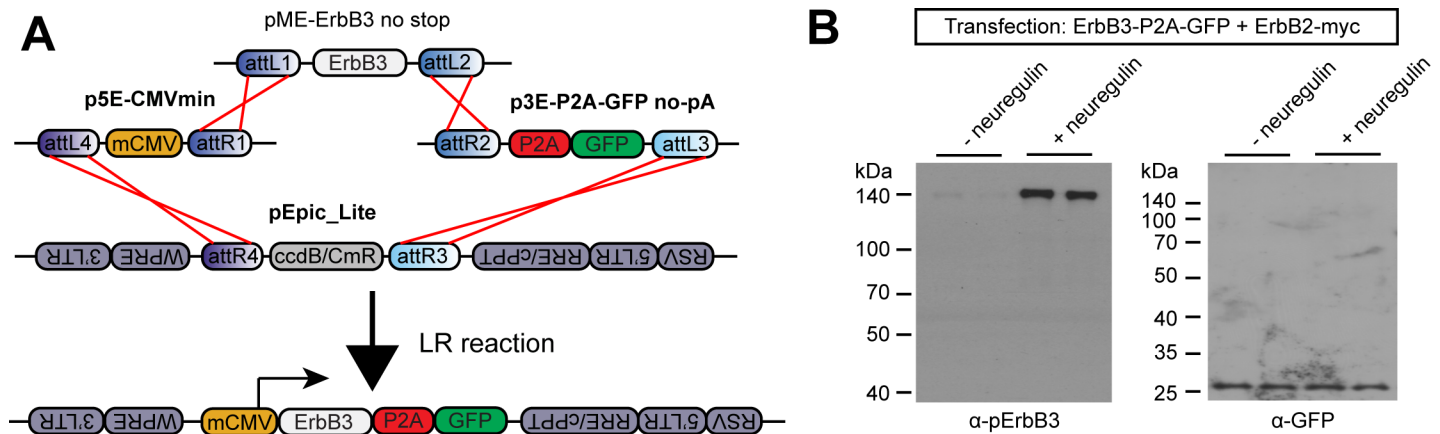 A
pME-ErbB3 no stop
attL1 ErbB3 attL2
p5E-CMVmin
p3E-P2A-GFP no-pA
attL4 mCMV attR1
attR2 P2A GFP attL3
pEpic_Lite
3'LTR WPRE attR4 ccdB/CmR attR3 RRE/cPPT 5'LTR RSV
LR reaction
3'LTR WPRE mCMV ErbB3 P2A GFP RRE/cPPT 5'LTR RSV
B
Transfection: ErbB3-P2A-GFP + ErbB2-myc
- neuregulin
+ neuregulin
kDa
140
100
70
50
40
α-pErbB3
- neuregulin
+ neuregulin
kDa
140
100
70
50
40
35
25
α-GFP